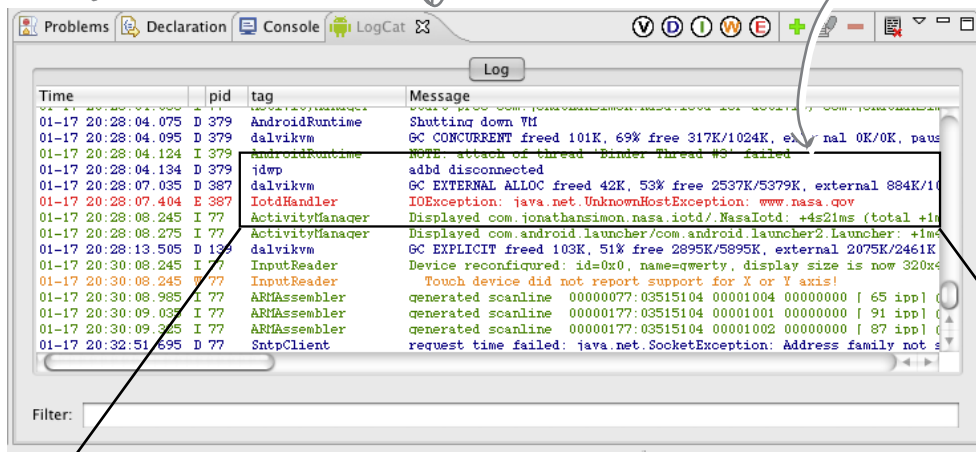 Problems Declaration Console LogCat
V D I W E
Log
Time pid tag Message
01-17 20:28:04.075 D 379 AndroidRuntime Shutting down VM
01-17 20:28:04.095 D 379 dalvikvm GC CONCURRENT freed 101K, 69% free 317K/1024K, nal 0K/0K, paus
01-17 20:28:04.124 I 379 AndroidRuntime NOTE: attach of thread 'Binder Thread #3' failed
01-17 20:28:04.134 D 379 jdwp adbd disconnected
01-17 20:28:07.035 D 387 dalvikvm GC EXTERNAL ALLOC freed 42K, 53% free 2537K/5379K, external 884K/10
01-17 20:28:07.404 E 387 IotdHandler IOException: java.net.UnknownHostException: www.nasa.gov
01-17 20:28:08.245 I 77 ActivityManager Displayed com.jonathansimon.nasa.iotd/.NasaIotd: +4s21ms (total +1m
01-17 20:28:08.275 I 77 ActivityManager Displayed com.android.launcher/com.android.launcher2.Launcher: +1m4
01-17 20:28:13.505 D 139 dalvikvm GC EXPLICIT freed 103K, 51% free 2895K/5895K, external 2075K/2461K
01-17 20:30:08.245 I 77 InputReader Device reconfigured: id=0x0, name=qwerty, display size is now 320x4
01-17 20:30:08.245 W 77 InputReader Touch device did not report support for X or Y axis!
01-17 20:30:08.985 I 77 ARMAssembler generated scanline 00000077:03515104 00001004 00000000 [ 65 ipp]
01-17 20:30:09.035 I 77 ARMAssembler generated scanline 00000177:03515104 00001001 00000000 [ 91 ipp]
01-17 20:30:09.325 I 77 ARMAssembler generated scanline 00000177:03515104 00001002 00000000 [ 87 ipp]
01-17 20:32:51.695 D 77 SntpClient request time failed: java.net.SocketException: Address family not s
Filter: